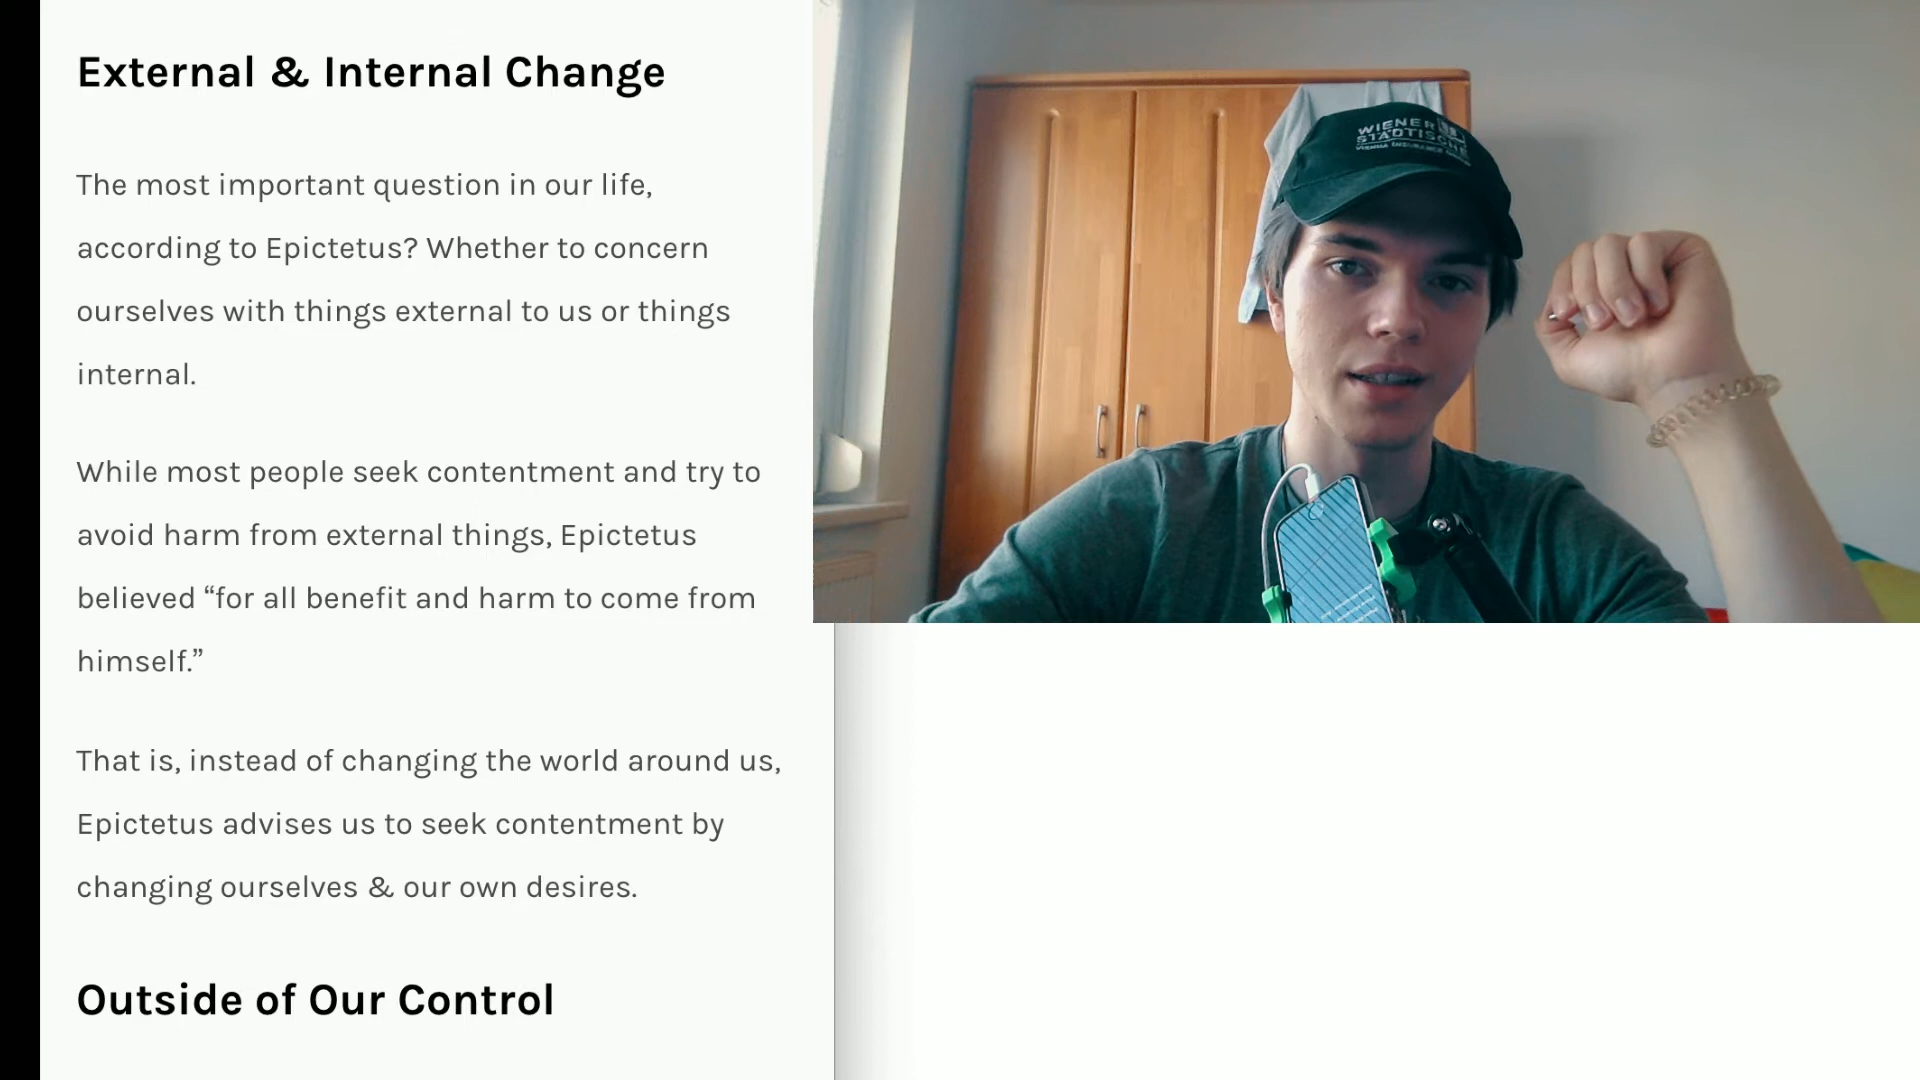 External & Internal Change
The most important question in our life,
according to Epictetus? Whether to concern
ourselves with things external to us or things
internal.
While most people seek contentment and try to
avoid harm from external things, Epictetus
believed “for all benefit and harm to come from
himself.”
That is, instead of changing the world around us,
Epictetus advises us to seek contentment by
changing ourselves & our own desires.
Outside of Our Control
WIENER
STÄDTISCHE
VIENNA INSURANCE GROUP